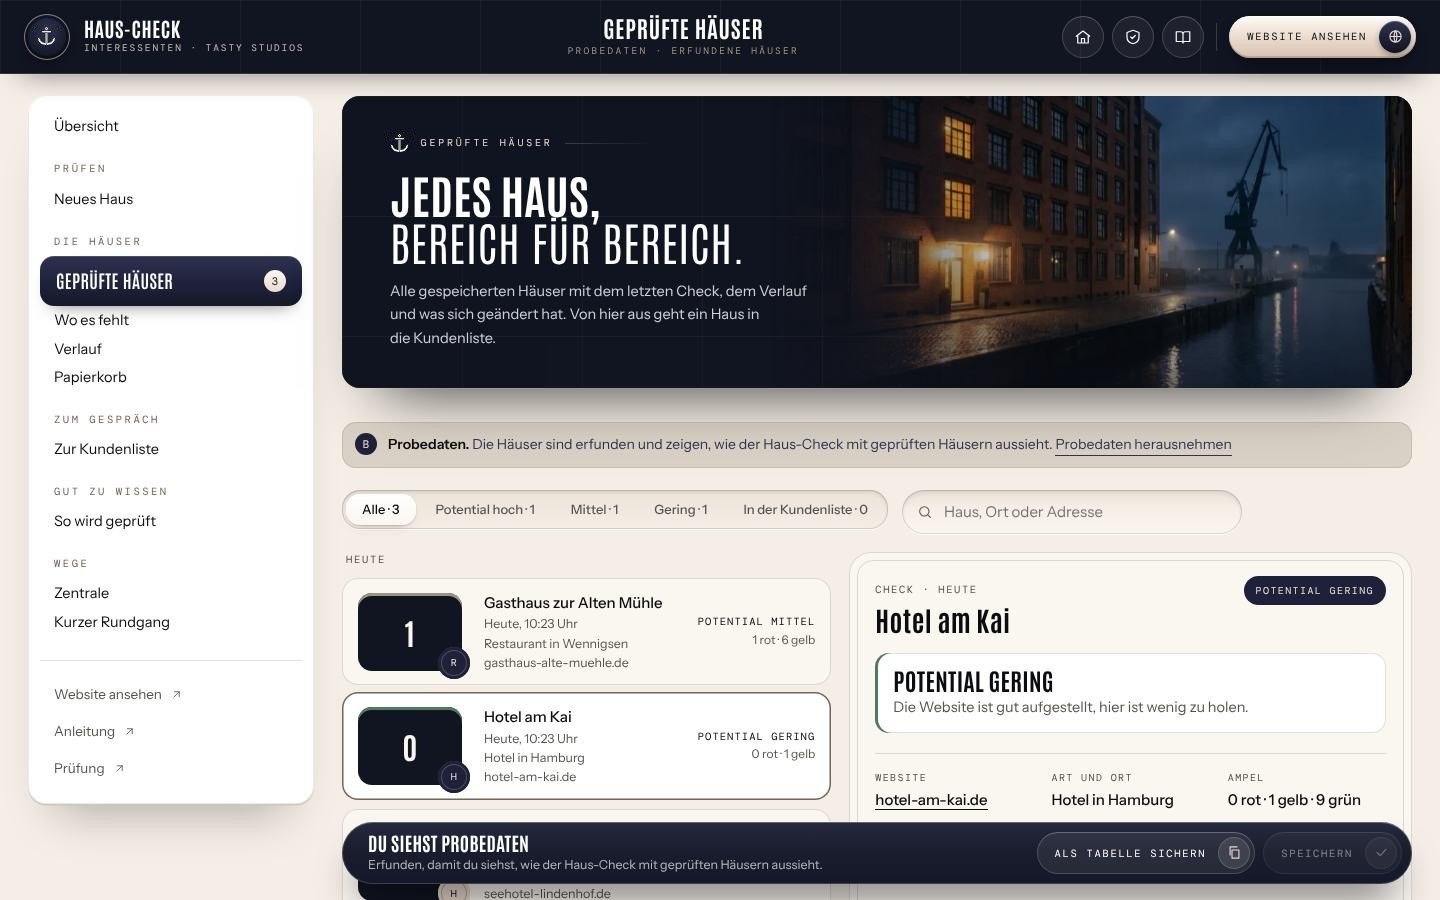 HAUS-CHECK
INTERESSENTEN · TASTY STUDIOS
GEPRÜFTE HÄUSER
PROBEDATEN · ERFUNDENE HÄUSER
WEBSITE ANSEHEN
Übersicht
PRÜFEN
Neues Haus
DIE HÄUSER
GEPRÜFTE HÄUSER 3
Wo es fehlt
Verlauf
Papierkorb
ZUM GESPRÄCH
Zur Kundenliste
GUT ZU WISSEN
So wird geprüft
WEGE
Zentrale
Kurzer Rundgang
Website ansehen ↗
Anleitung ↗
Prüfung ↗
GEPRÜFTE HÄUSER
JEDES HAUS,
BEREICH FÜR BEREICH.
Alle gespeicherten Häuser mit dem letzten Check, dem Verlauf
und was sich geändert hat. Von hier aus geht ein Haus in
die Kundenliste.
B Probedaten. Die Häuser sind erfunden und zeigen, wie der Haus-Check mit geprüften Häusern aussieht. Probedaten herausnehmen
Alle · 3 Potential hoch · 1 Mittel · 1 Gering · 1 In der Kundenliste · 0
Haus, Ort oder Adresse
HEUTE
1
R
Gasthaus zur Alten Mühle
Heute, 10:23 Uhr
Restaurant in Wennigsen
gasthaus-alte-muehle.de
POTENTIAL MITTEL
1 rot · 6 gelb
0
H
Hotel am Kai
Heute, 10:23 Uhr
Hotel in Hamburg
hotel-am-kai.de
POTENTIAL GERING
0 rot · 1 gelb
H
seehotel-lindenhof.de
CHECK · HEUTE
POTENTIAL GERING
Hotel am Kai
POTENTIAL GERING
Die Website ist gut aufgestellt, hier ist wenig zu holen.
WEBSITE
hotel-am-kai.de
ART UND ORT
Hotel in Hamburg
AMPEL
0 rot · 1 gelb · 9 grün
DU SIEHST PROBEDATEN
Erfunden, damit du siehst, wie der Haus-Check mit geprüften Häusern aussieht.
ALS TABELLE SICHERN
SPEICHERN